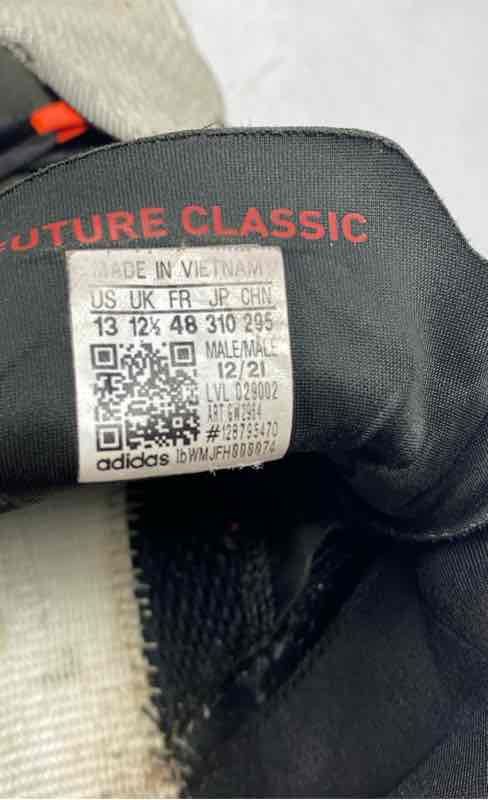 FUTURE CLASSIC
MADE IN VIETNAM
US UK FR JP CHN
13 12½ 48 310 295
MALE/MALE
12/21
LVL 029002
ART GW2964
#128795470
adidas